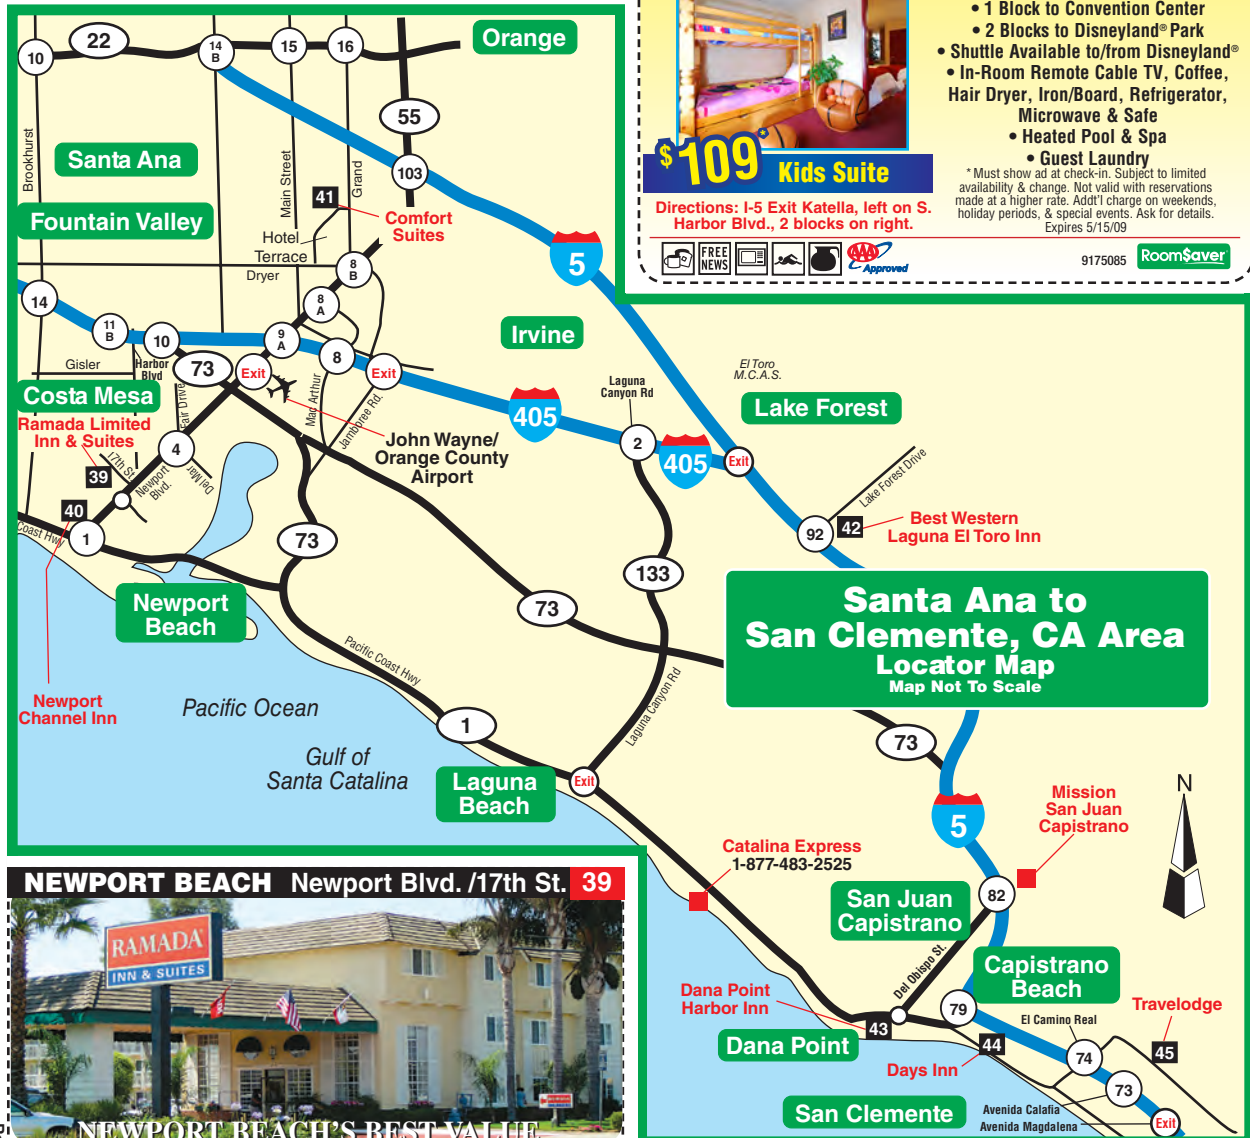 • 1 Block to Convention Center
• 2 Blocks to Disneyland® Park
• Shuttle Available to/from Disneyland®
• In-Room Remote Cable TV, Coffee,
Hair Dryer, Iron/Board, Refrigerator,
Microwave & Safe
• Heated Pool & Spa
• Guest Laundry
* Must show ad at check-in. Subject to limited
availability & change. Not valid with reservations
made at a higher rate. Addt'l charge on weekends,
holiday periods, & special events. Ask for details.
Expires 5/15/09
$109*
Kids Suite
Directions: I-5 Exit Katella, left on S.
Harbor Blvd., 2 blocks on right.
FREE
NEWS
AAA
Approved
9175085
Room$aver
10
22
14
B
15
16
Orange
55
103
Brookhurst
Santa Ana
Main Street
Grand
41
Comfort
Suites
Fountain Valley
Hotel
Terrace
Dryer
8
B
8
A
5
14
11
B
10
9
A
8
Irvine
Gisler
Harbor
Blvd
73
Exit
Exit
Costa Mesa
Fair Drive
Mac Arthur
Jamboree Rd.
405
Laguna
Canyon Rd
2
405
Exit
El Toro
M.C.A.S.
Lake Forest
Ramada Limited
Inn & Suites
39
17th St.
4
Newport
Blvd.
Del Mar
John Wayne/
Orange County
Airport
40
Coast Hwy
1
Lake Forest Drive
92
42
Best Western
Laguna El Toro Inn
73
133
73
Newport
Beach
Santa Ana to
San Clemente, CA Area
Locator Map
Map Not To Scale
Newport
Channel Inn
Pacific Ocean
Pacific Coast Hwy
1
Laguna Canyon Rd
Gulf of
Santa Catalina
Laguna
Beach
Exit
73
5
N
Mission
San Juan
Capistrano
Catalina Express
1-877-483-2525
82
San Juan
Capistrano
Del Obispo St.
Capistrano
Beach
79
Dana Point
Harbor Inn
43
Dana Point
44
Days Inn
El Camino Real
74
Travelodge
45
73
San Clemente
Avenida Calafia
Avenida Magdalena
Exit
NEWPORT BEACH Newport Blvd. /17th St. 39
RAMADA
INN & SUITES
NEWPORT BEACH'S BEST VALUE